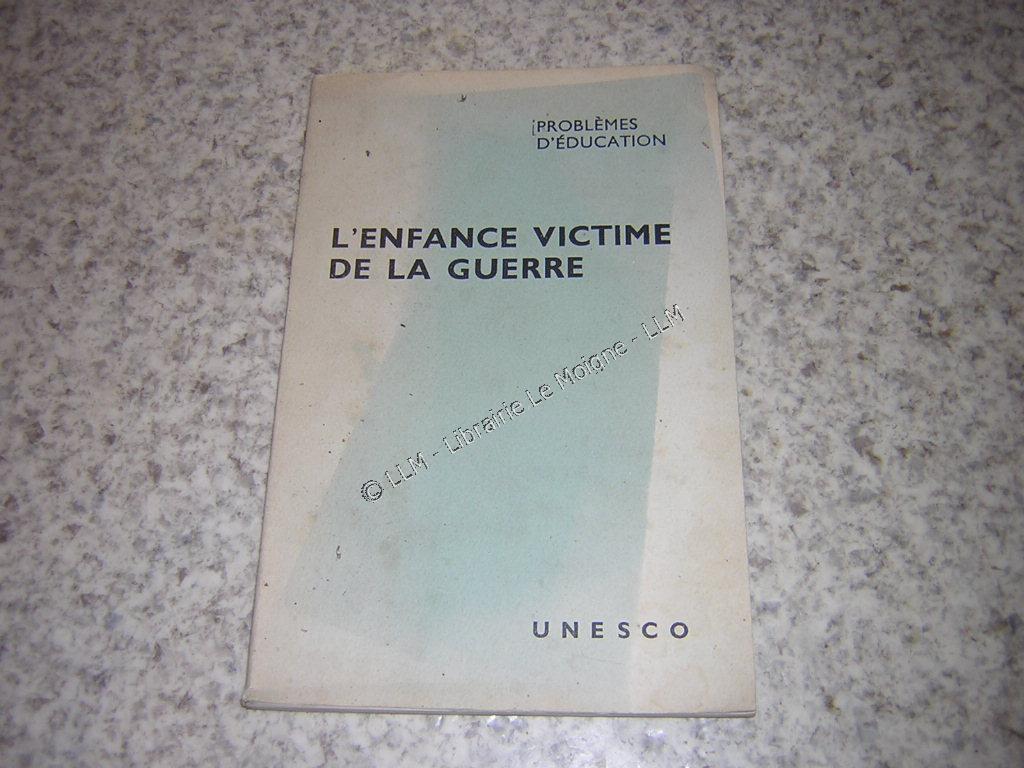 PROBLÈMES
D'ÉDUCATION
L'ENFANCE VICTIME
DE LA GUERRE
© LLM - Librairie Le Moigne - LLM
UNESCO